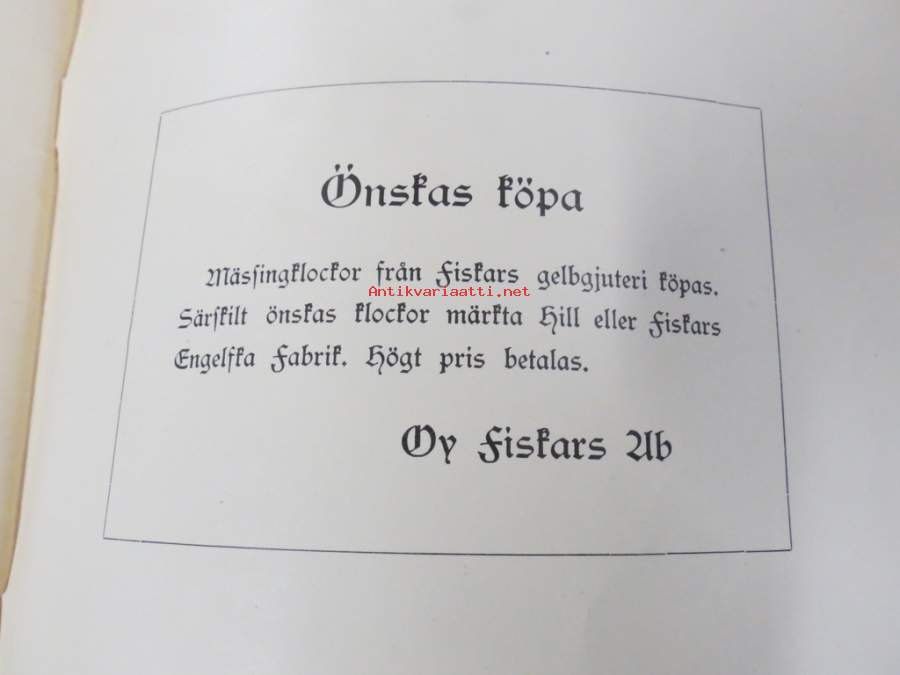 Önskas köpa
Mässingklockor från Fiskars gelbgjuteri köpas.
Antikvariaatti.net
Särskilt önskas klockor märkta Hill eller Fiskars
Engelska Fabrik. Högt pris betalas.
Oy Fiskars Ab